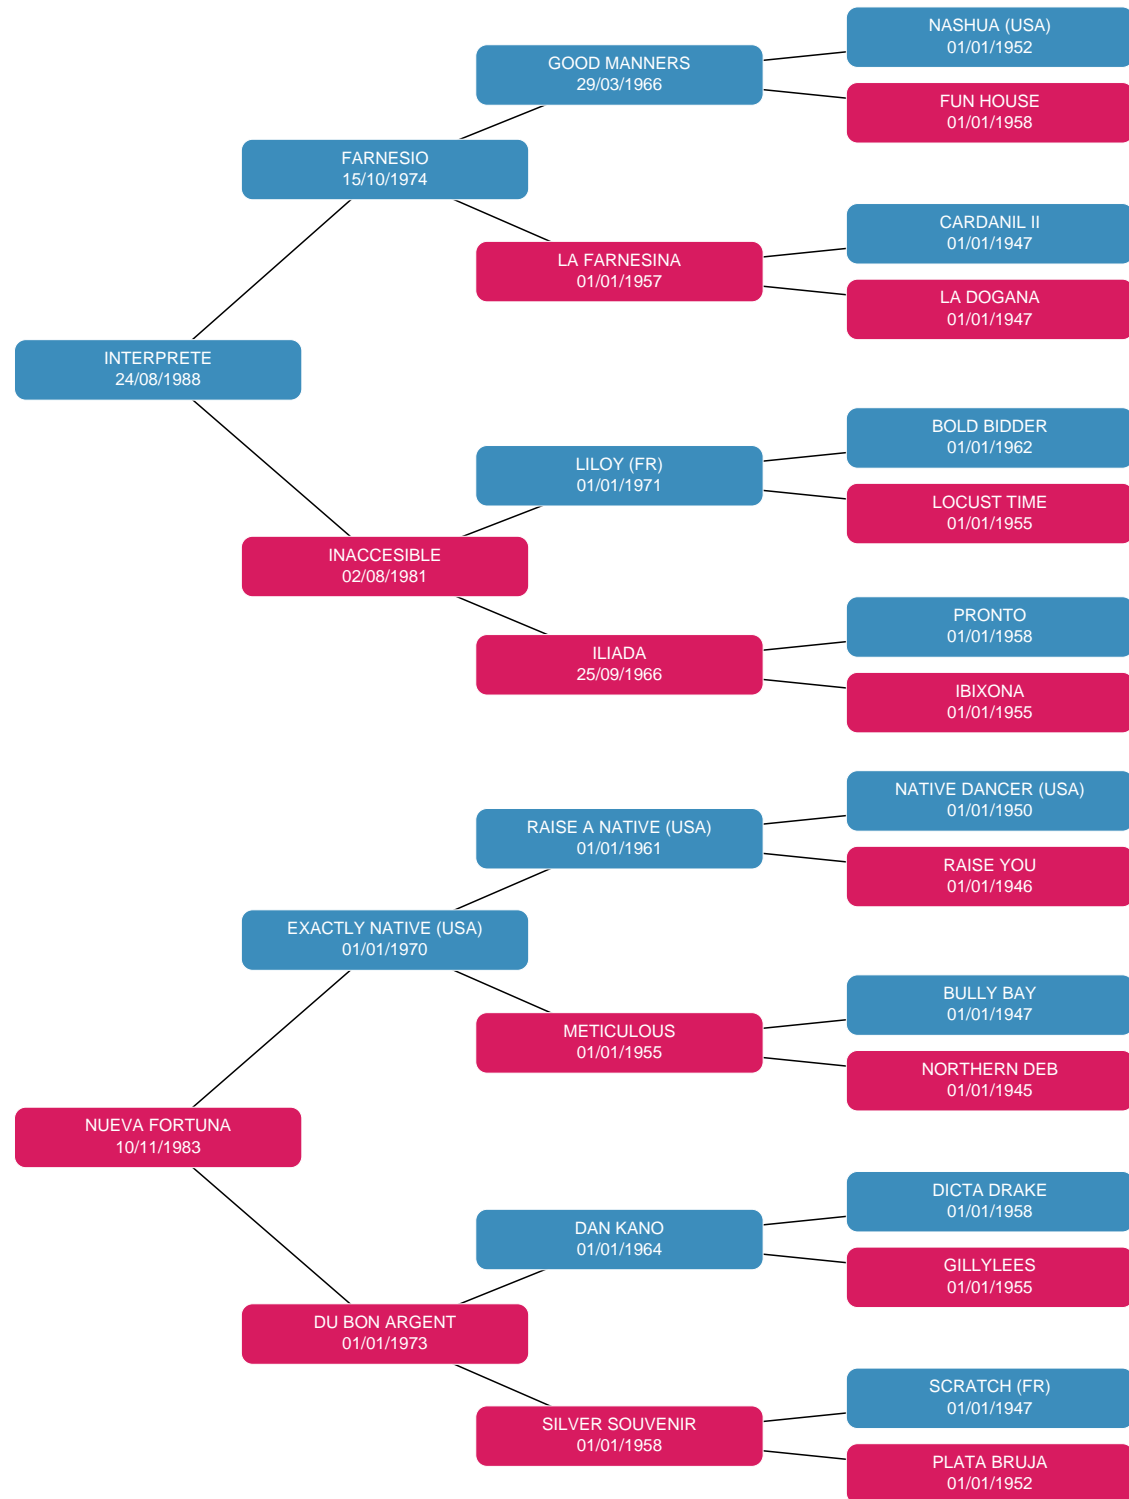 NASHUA (USA)
01/01/1952
GOOD MANNERS
29/03/1966
FUN HOUSE
01/01/1958
FARNESIO
15/10/1974
CARDANIL II
01/01/1947
LA FARNESINA
01/01/1957
LA DOGANA
01/01/1947
INTERPRETE
24/08/1988
BOLD BIDDER
01/01/1962
LILOY (FR)
01/01/1971
LOCUST TIME
01/01/1955
INACCESIBLE
02/08/1981
PRONTO
01/01/1958
ILIADA
25/09/1966
IBIXONA
01/01/1955
NATIVE DANCER (USA)
01/01/1950
RAISE A NATIVE (USA)
01/01/1961
RAISE YOU
01/01/1946
EXACTLY NATIVE (USA)
01/01/1970
BULLY BAY
01/01/1947
METICULOUS
01/01/1955
NORTHERN DEB
01/01/1945
NUEVA FORTUNA
10/11/1983
DICTA DRAKE
01/01/1958
DAN KANO
01/01/1964
GILLYLEES
01/01/1955
DU BON ARGENT
01/01/1973
SCRATCH (FR)
01/01/1947
SILVER SOUVENIR
01/01/1958
PLATA BRUJA
01/01/1952